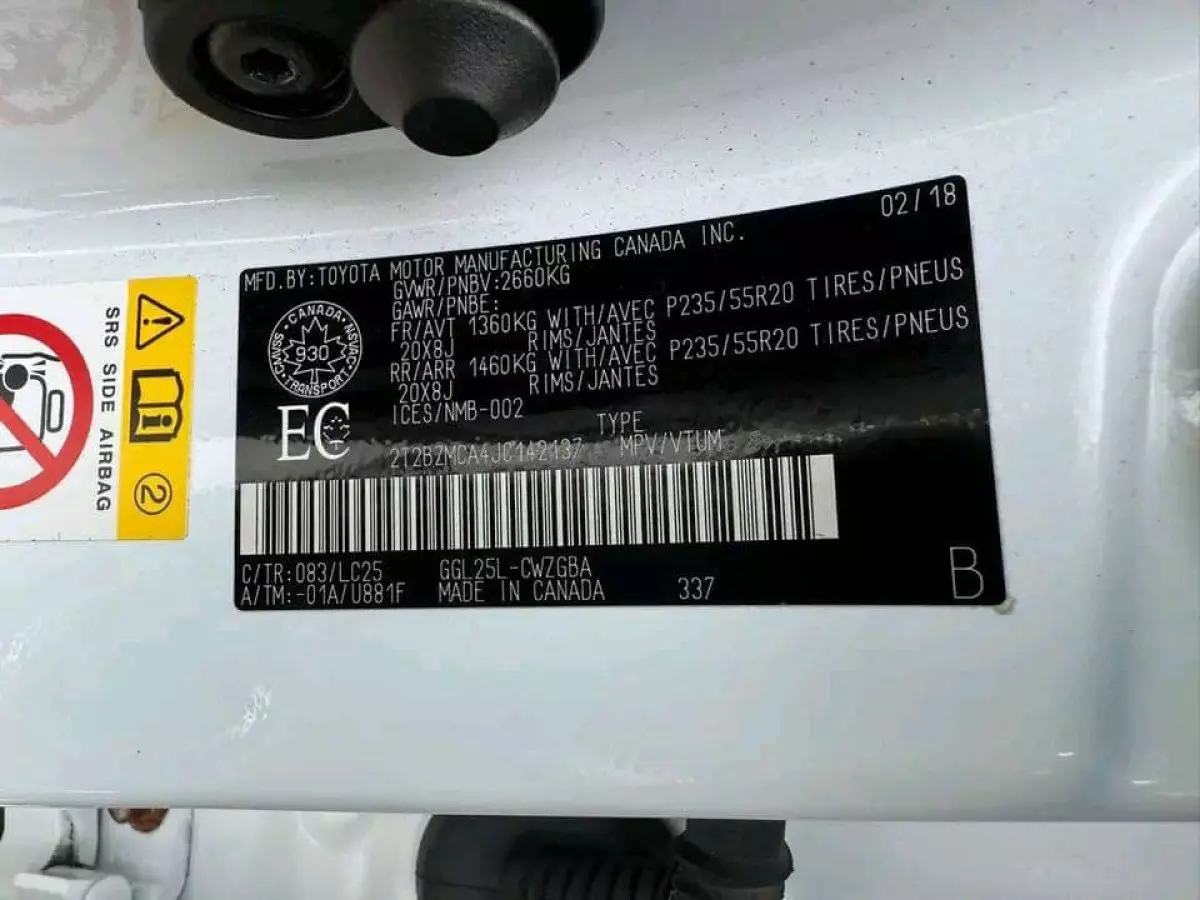 02/18
MFD.BY:TOYOTA MOTOR MANUFACTURING CANADA INC.
GVWR/PNBV:2660KG
GAWR/PNBE:
FR/AVT 1360KG WITH/AVEC P235/55R20 TIRES/PNEUS
20X8J RIMS/JANTES
RR/ARR 1460KG WITH/AVEC P235/55R20 TIRES/PNEUS
20X8J RIMS/JANTES
ICES/NMB-002
TYPE
2T2BZMCA4JC142137 MPV/VTUM
CANADA
CMVSS NSVAC
930
TRANSPORT
EC
C/TR:083/LC25 GGL25L-CWZGBA
A/TM:-01A/U881F MADE IN CANADA 337
B
SRS SIDE AIRBAG
2